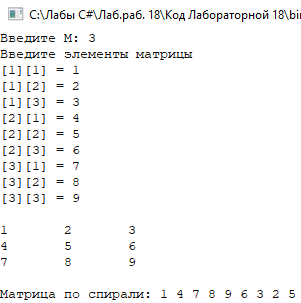 C:\Лабы C#\Лаб.раб. 18\Код Лабораторной 18\bin
Введите M: 3
Введите элементы матрицы
[1][1] = 1
[1][2] = 2
[1][3] = 3
[2][1] = 4
[2][2] = 5
[2][3] = 6
[3][1] = 7
[3][2] = 8
[3][3] = 9
1 2 3
4 5 6
7 8 9
Матрица по спирали: 1 4 7 8 9 6 3 2 5